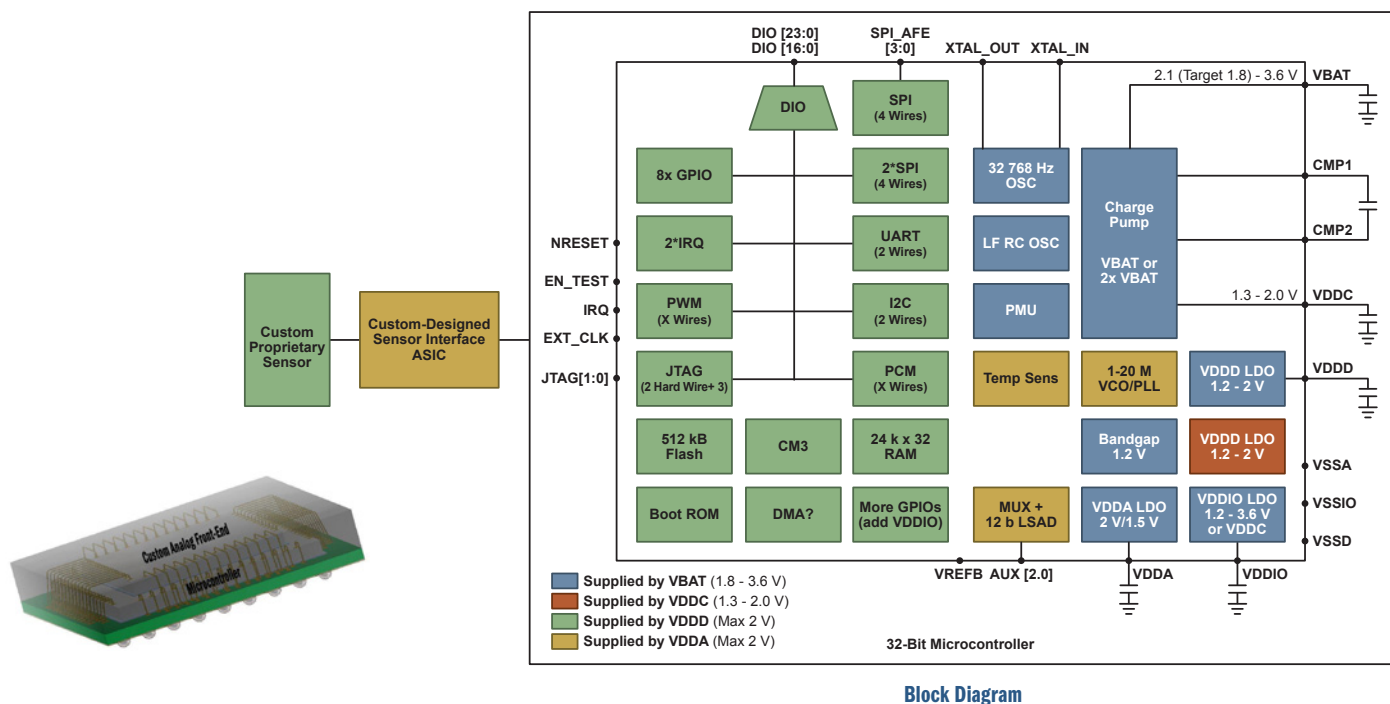 DIO [23:0]
DIO [16:0]
SPI_AFE
[3:0]
XTAL_OUT
XTAL_IN
2.1 (Target 1.8) - 3.6 V
VBAT
DIO
SPI
(4 Wires)
8x GPIO
2*SPI
(4 Wires)
32 768 Hz
OSC
Charge
Pump
VBAT or
2x VBAT
CMP1
NRESET
2*IRQ
UART
(2 Wires)
LF RC OSC
CMP2
EN_TEST
IRQ
EXT_CLK
JTAG[1:0]
Custom
Proprietary
Sensor
Custom-Designed
Sensor Interface
ASIC
PWM
(X Wires)
I2C
(2 Wires)
PMU
1.3 - 2.0 V
VDDC
JTAG
(2 Hard Wire+ 3)
PCM
(X Wires)
Temp Sens
1-20 M
VCO/PLL
VDDD LDO
1.2 - 2 V
VDDD
512 kB
Flash
CM3
24 k x 32
RAM
Bandgap
1.2 V
VDDD LDO
1.2 - 2 V
VSSA
Boot ROM
DMA?
More GPIOs
(add VDDIO)
MUX +
12 b LSAD
VDDA LDO
2 V/1.5 V
VDDIO LDO
1.2 - 3.6 V
or VDDC
VSSIO
VSSD
VREFB AUX [2.0]
VDDA
VDDIO
Custom Analog Front-End
Microcontroller
Supplied by VBAT (1.8 - 3.6 V)
Supplied by VDDC (1.3 - 2.0 V)
Supplied by VDDD (Max 2 V)
Supplied by VDDA (Max 2 V)
32-Bit Microcontroller
Block Diagram